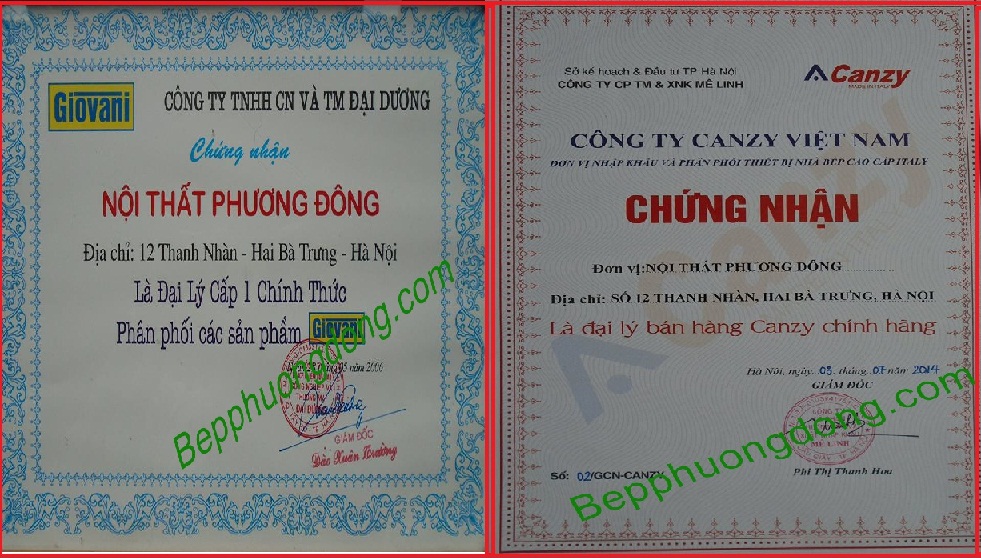 Giovani
CÔNG TY TNHH CN VÀ TM ĐẠI DƯƠNG
Chứng nhận
NỘI THẤT PHƯƠNG ĐÔNG
Địa chỉ: 12 Thanh Nhàn - Hai Bà Trưng - Hà Nội
Là Đại Lý Cấp 1 Chính Thức
Phân phối các sản phẩm Giovani
năm 2006
GIÁM ĐỐC
Đào Xuân Trường
Bepphuongdong.com
Sở kế hoạch & Đầu tư TP Hà Nội
CÔNG TY CP TM & XNK MÊ LINH
Canzy
CÔNG TY CANZY VIỆT NAM
ĐƠN VỊ NHẬP KHẨU VÀ PHÂN PHỐI THIẾT BỊ NHÀ BẾP CAO CẤP ITALY
CHỨNG NHẬN
Đơn vị:NỘI THẤT PHƯƠNG ĐÔNG
Địa chỉ: SỐ 12 THANH NHÀN, HAI BÀ TRƯNG, HÀ NỘI
Là đại lý bán hàng Canzy chính hãng
Hà Nội, ngày. 05. tháng. 07 năm 2014
GIÁM ĐỐC
MÊ LINH
Phí Thị Thanh Hoa
Số: 02/GCN-CANZY
Bepphuongdong.com
Canzy